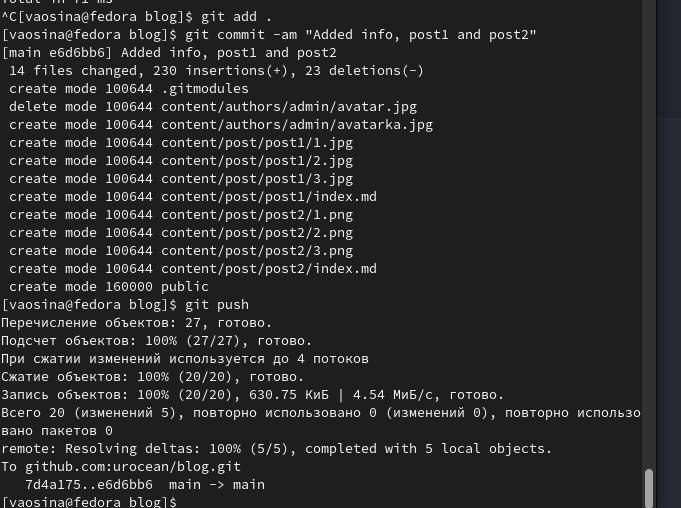 ^C[vaosina@fedora blog]$ git add .
[vaosina@fedora blog]$ git commit -am "Added info, post1 and post2"
[main e6d6bb6] Added info, post1 and post2
 14 files changed, 230 insertions(+), 23 deletions(-)
 create mode 100644 .gitmodules
 delete mode 100644 content/authors/admin/avatar.jpg
 create mode 100644 content/authors/admin/avatarka.jpg
 create mode 100644 content/post/post1/1.jpg
 create mode 100644 content/post/post1/2.jpg
 create mode 100644 content/post/post1/3.jpg
 create mode 100644 content/post/post1/index.md
 create mode 100644 content/post/post2/1.png
 create mode 100644 content/post/post2/2.png
 create mode 100644 content/post/post2/3.png
 create mode 100644 content/post/post2/index.md
 create mode 160000 public
[vaosina@fedora blog]$ git push
Перечисление объектов: 27, готово.
Подсчет объектов: 100% (27/27), готово.
При сжатии изменений используется до 4 потоков
Сжатие объектов: 100% (20/20), готово.
Запись объектов: 100% (20/20), 630.75 КиБ | 4.54 МиБ/с, готово.
Всего 20 (изменений 5), повторно использовано 0 (изменений 0), повторно использо
вано пакетов 0
remote: Resolving deltas: 100% (5/5), completed with 5 local objects.
To github.com:urocean/blog.git
   7d4a175..e6d6bb6  main -> main
[vaosina@fedora blog]$